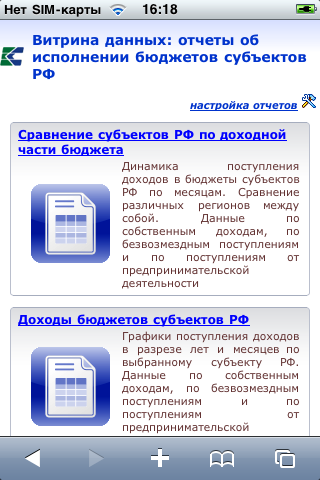 Нет SIM-карты 16:18
Витрина данных: отчеты об
исполнении бюджетов субъектов
РФ
настройка отчетов
Сравнение субъектов РФ по доходной
части бюджета
Динамика поступления
доходов в бюджеты субъектов
РФ по месяцам. Сравнение
различных регионов между
собой. Данные по
собственным доходам, по
безвозмездным поступлениям
и по поступлениям от
предпринимательской
деятельности
Доходы бюджетов субъектов РФ
Графики поступления доходов
в разрезе лет и месяцев по
выбранному субъекту РФ.
Данные по собственным
доходам, по безвозмездным
поступлениям и по
поступлениям от
предпринимательской